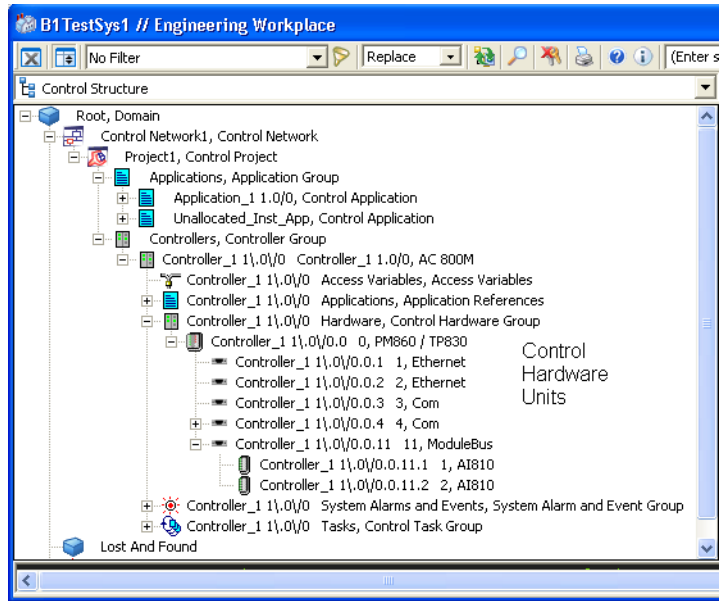 B1TestSys1 // Engineering Workplace
No Filter Replace (Enter s
Control Structure
Root, Domain
Control Network1, Control Network
Project1, Control Project
Applications, Application Group
Application_1 1.0/0, Control Application
Unallocated_Inst_App, Control Application
Controllers, Controller Group
Controller_1 1\.0\/0 Controller_1 1.0/0, AC 800M
Controller_1 1\.0\/0 Access Variables, Access Variables
Controller_1 1\.0\/0 Applications, Application References
Controller_1 1\.0\/0 Hardware, Control Hardware Group
Controller_1 1\.0\/0.0 0, PM860 / TP830
Controller_1 1\.0\/0.0.1 1, Ethernet
Controller_1 1\.0\/0.0.2 2, Ethernet
Controller_1 1\.0\/0.0.3 3, Com
Controller_1 1\.0\/0.0.4 4, Com
Controller_1 1\.0\/0.0.11 11, ModuleBus
Controller_1 1\.0\/0.0.11.1 1, AI810
Controller_1 1\.0\/0.0.11.2 2, AI810
Controller_1 1\.0\/0 System Alarms and Events, System Alarm and Event Group
Controller_1 1\.0\/0 Tasks, Control Task Group
Lost And Found
Control
Hardware
Units